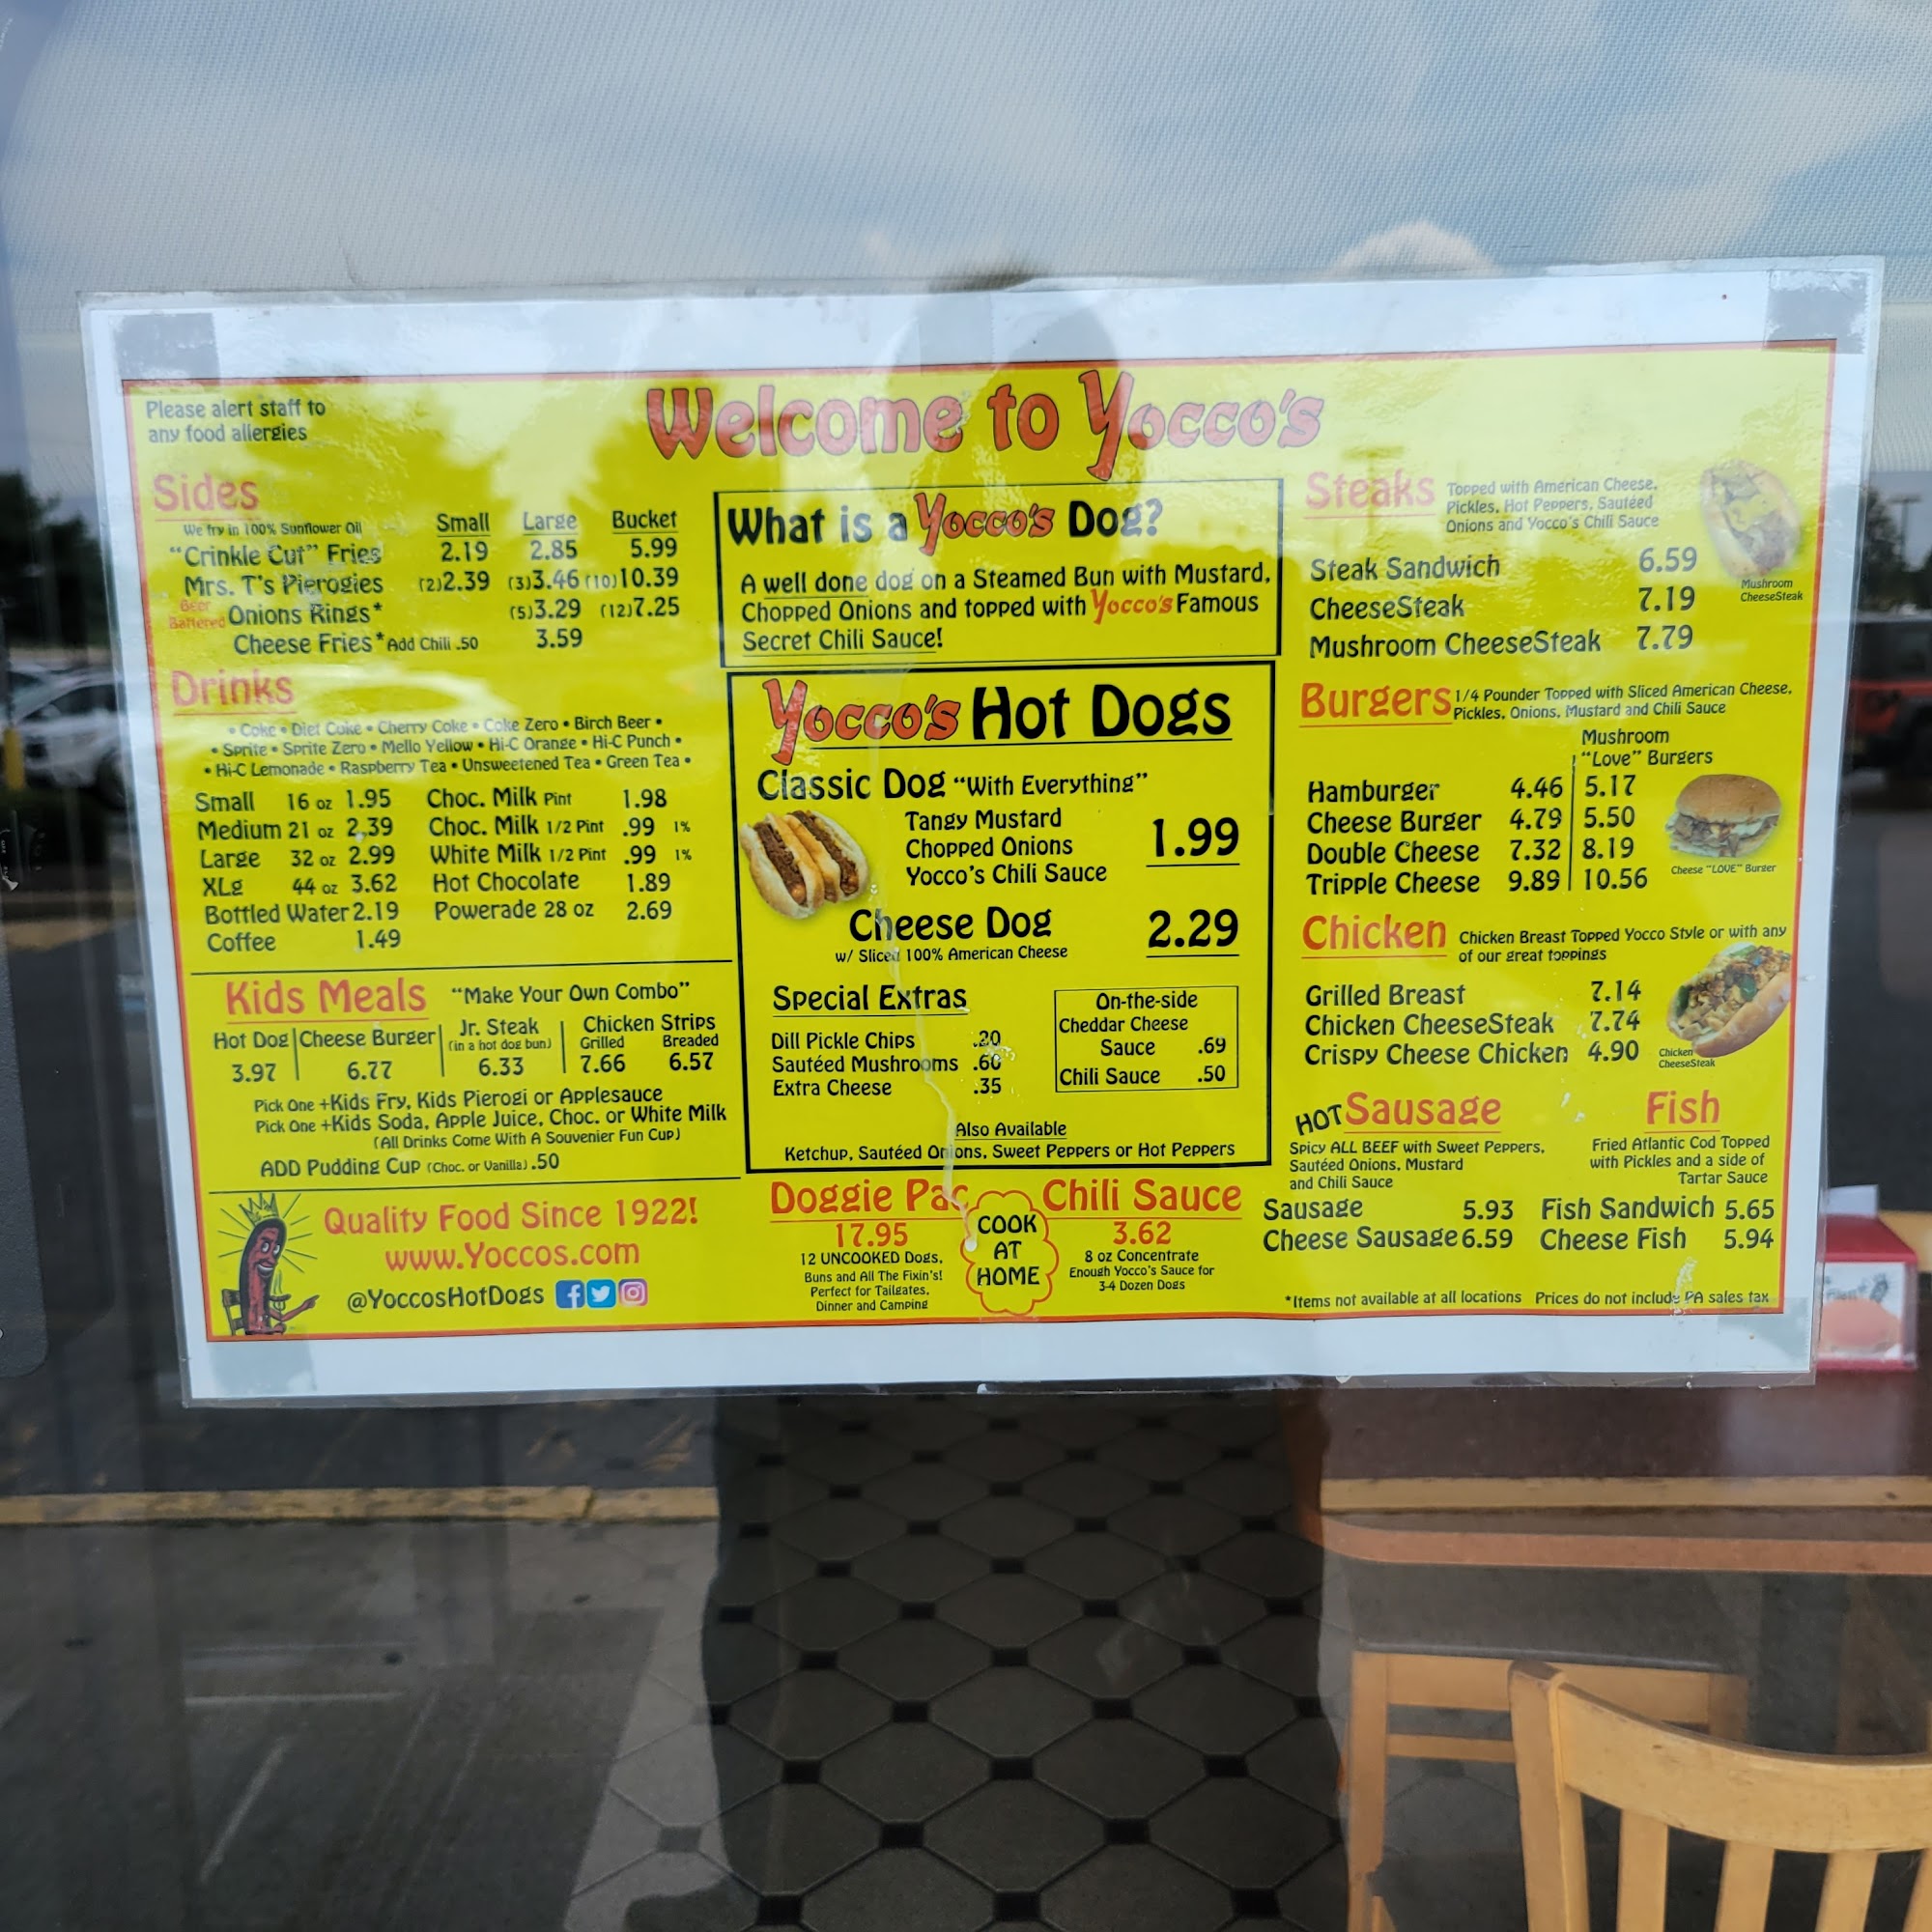 Welcome to Yocco's
Please alert staff to
any food allergies
Sides
We fry in 100% Sunflower Oil
Small Large Bucket
"Crinkle Cut" Fries 2.19 2.85 5.99
Mrs. T's Pierogies (2)2.39 (3)3.46 (10)10.39
Beer Battered Onions Rings* (5)3.29 (12)7.25
Cheese Fries* Add Chili .50 3.59
Drinks
• Coke • Diet Coke • Cherry Coke • Coke Zero • Birch Beer •
• Sprite • Sprite Zero • Mello Yellow • Hi-C Orange • Hi-C Punch •
• Hi-C Lemonade • Raspberry Tea • Unsweetened Tea • Green Tea •
Small 16 oz 1.95 Choc. Milk Pint 1.98
Medium 21 oz 2.39 Choc. Milk 1/2 Pint .99 1%
Large 32 oz 2.99 White Milk 1/2 Pint .99 1%
XLg 44 oz 3.62 Hot Chocolate 1.89
Bottled Water 2.19 Powerade 28 oz 2.69
Coffee 1.49
Kids Meals "Make Your Own Combo"
Hot Dog 3.97
Cheese Burger 6.77
Jr. Steak
(in a hot dog bun)
6.33
Chicken Strips
Grilled Breaded
7.66 6.57
Pick One +Kids Fry, Kids Pierogi or Applesauce
Pick One +Kids Soda, Apple Juice, Choc. or White Milk
(All Drinks Come With A Souvenier Fun Cup)
ADD Pudding Cup (Choc. or Vanilla) .50
Quality Food Since 1922!
www.Yoccos.com
@YoccosHotDogs
What is a Yocco's Dog?
A well done dog on a Steamed Bun with Mustard,
Chopped Onions and topped with Yocco's Famous
Secret Chili Sauce!
Yocco's Hot Dogs
Classic Dog "With Everything"
Tangy Mustard
Chopped Onions
Yocco's Chili Sauce
1.99
Cheese Dog 2.29
w/ Sliced 100% American Cheese
Special Extras
Dill Pickle Chips .20
Sautéed Mushrooms .60
Extra Cheese .35
On-the-side
Cheddar Cheese
Sauce .69
Chili Sauce .50
Also Available
Ketchup, Sautéed Onions, Sweet Peppers or Hot Peppers
Doggie Pac
17.95
12 UNCOOKED Dogs,
Buns and All The Fixin's!
Perfect for Tailgates,
Dinner and Camping
COOK
AT
HOME
Chili Sauce
3.62
8 oz Concentrate
Enough Yocco's Sauce for
3-4 Dozen Dogs
Steaks
Topped with American Cheese,
Pickles, Hot Peppers, Sautéed
Onions and Yocco's Chili Sauce
Steak Sandwich 6.59
CheeseSteak 7.19
Mushroom CheeseSteak 7.79
Mushroom
CheeseSteak
Burgers
1/4 Pounder Topped with Sliced American Cheese,
Pickles, Onions, Mustard and Chili Sauce
Mushroom
"Love" Burgers
Hamburger 4.46 5.17
Cheese Burger 4.79 5.50
Double Cheese 7.32 8.19
Tripple Cheese 9.89 10.56
Cheese "LOVE" Burger
Chicken
Chicken Breast Topped Yocco Style or with any
of our great toppings
Grilled Breast 7.14
Chicken CheeseSteak 7.74
Crispy Cheese Chicken 4.90
Chicken
CheeseSteak
HOT Sausage
Spicy ALL BEEF with Sweet Peppers,
Sautéed Onions, Mustard
and Chili Sauce
Sausage 5.93
Cheese Sausage 6.59
Fish
Fried Atlantic Cod Topped
with Pickles and a side of
Tartar Sauce
Fish Sandwich 5.65
Cheese Fish 5.94
*Items not available at all locations Prices do not include PA sales tax